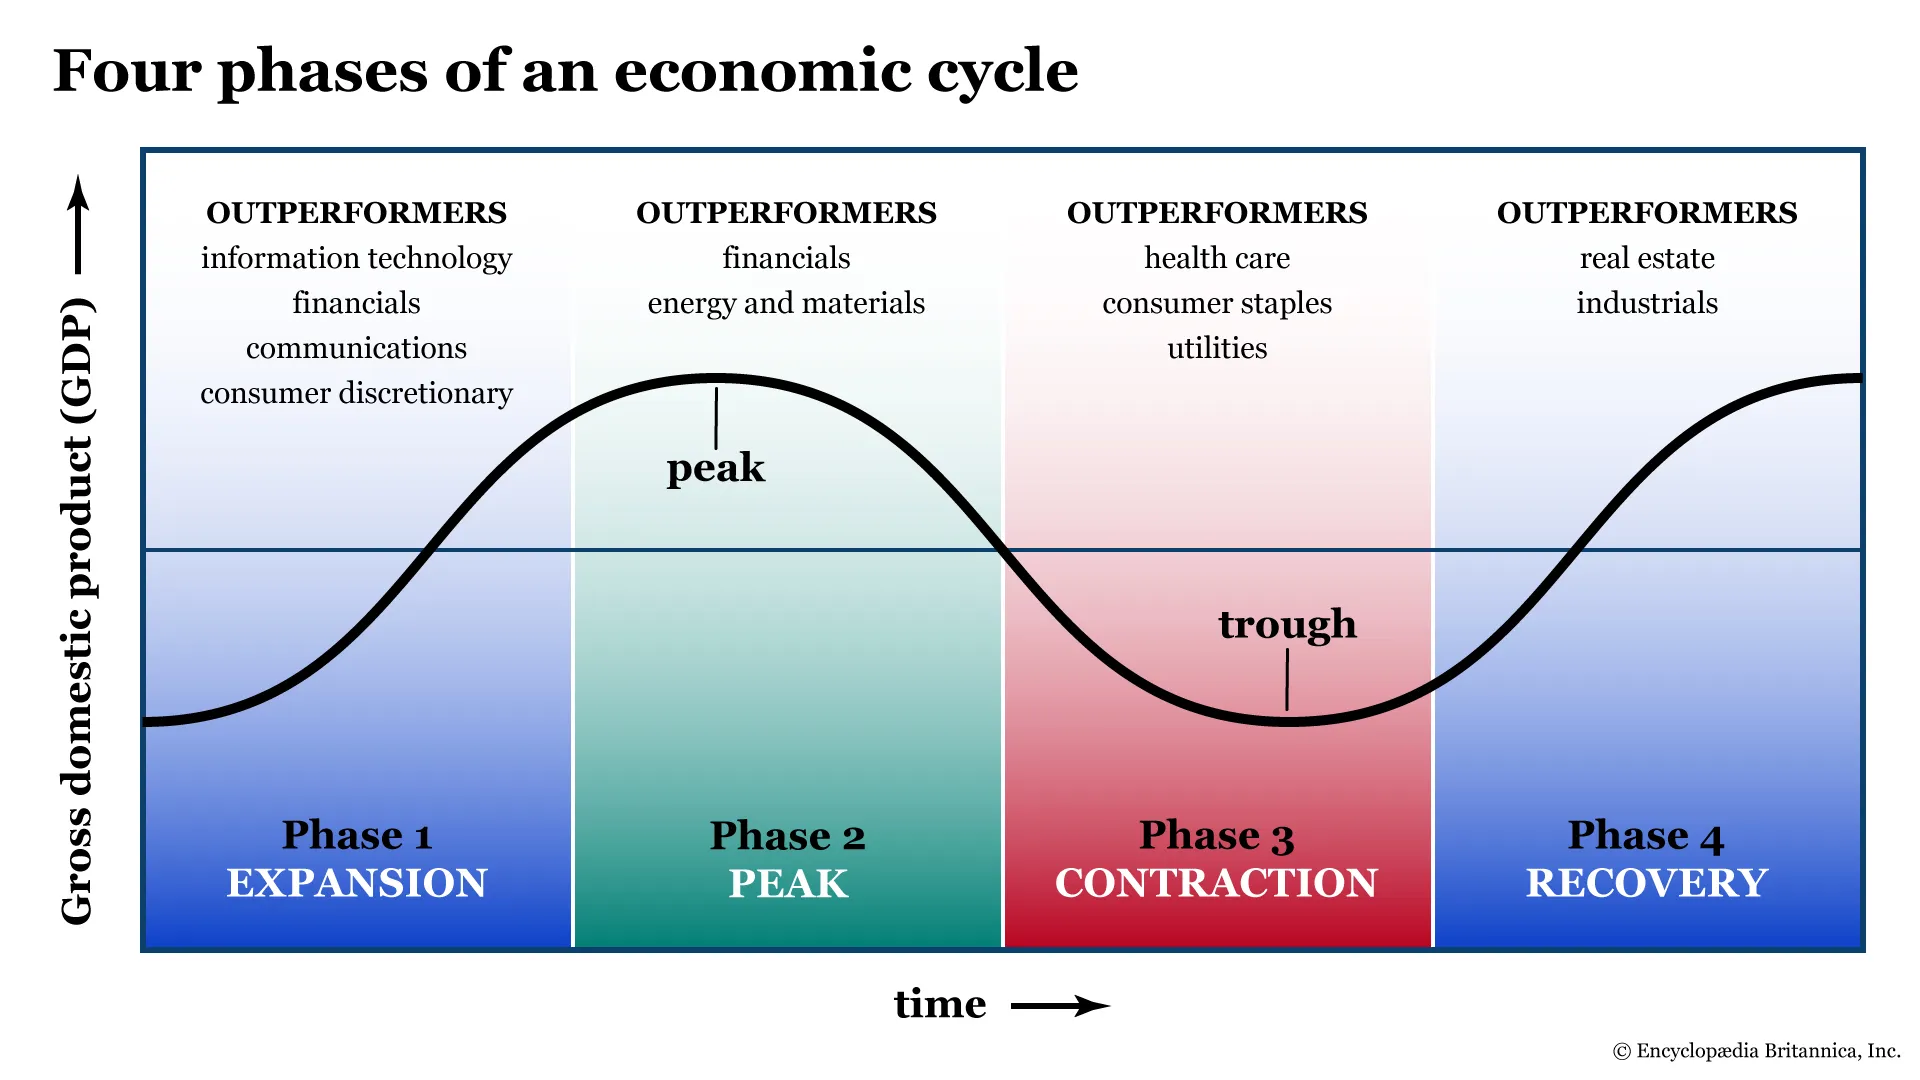 Four phases of an economic cycle
Gross domestic product (GDP)
OUTPERFORMERS
information technology
financials
communications
consumer discretionary
OUTPERFORMERS
financials
energy and materials
OUTPERFORMERS
health care
consumer staples
utilities
OUTPERFORMERS
real estate
industrials
peak
trough
Phase 1
EXPANSION
Phase 2
PEAK
Phase 3
CONTRACTION
Phase 4
RECOVERY
time
© Encyclopædia Britannica, Inc.